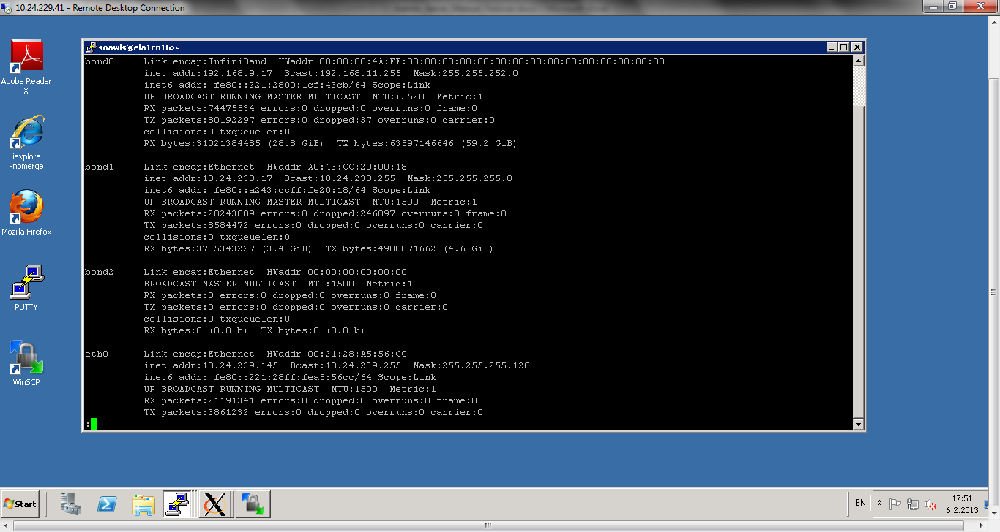 10.24.229.41 - Remote Desktop Connection
Adobe Reader
X
iexplore
-nomerge
Mozilla Firefox
PUTTY
WinSCP
soawls@ela1cn16:~
bond0 Link encap:InfiniBand HWaddr 80:00:00:4A:FE:80:00:00:00:00:00:00:00:00:00:00:00:00:00:00
inet addr:192.168.9.17 Bcast:192.168.11.255 Mask:255.255.252.0
inet6 addr: fe80::221:2800:1cf:43cb/64 Scope:Link
UP BROADCAST RUNNING MASTER MULTICAST MTU:65520 Metric:1
RX packets:74475534 errors:0 dropped:0 overruns:0 frame:0
TX packets:80192297 errors:0 dropped:37 overruns:0 carrier:0
collisions:0 txqueuelen:0
RX bytes:31021384485 (28.8 GiB) TX bytes:63597146646 (59.2 GiB)
bond1 Link encap:Ethernet HWaddr A0:43:CC:20:00:18
inet addr:10.24.238.17 Bcast:10.24.238.255 Mask:255.255.255.0
inet6 addr: fe80::a243:ccff:fe20:18/64 Scope:Link
UP BROADCAST RUNNING MASTER MULTICAST MTU:1500 Metric:1
RX packets:20243009 errors:0 dropped:246897 overruns:0 frame:0
TX packets:8584472 errors:0 dropped:0 overruns:0 carrier:0
collisions:0 txqueuelen:0
RX bytes:3735343227 (3.4 GiB) TX bytes:4980871662 (4.6 GiB)
bond2 Link encap:Ethernet HWaddr 00:00:00:00:00:00
BROADCAST MASTER MULTICAST MTU:1500 Metric:1
RX packets:0 errors:0 dropped:0 overruns:0 frame:0
TX packets:0 errors:0 dropped:0 overruns:0 carrier:0
collisions:0 txqueuelen:0
RX bytes:0 (0.0 b) TX bytes:0 (0.0 b)
eth0 Link encap:Ethernet HWaddr 00:21:28:A5:56:CC
inet addr:10.24.239.145 Bcast:10.24.239.255 Mask:255.255.255.128
inet6 addr: fe80::221:28ff:fea5:56cc/64 Scope:Link
UP BROADCAST RUNNING MULTICAST MTU:1500 Metric:1
RX packets:21191341 errors:0 dropped:0 overruns:0 frame:0
TX packets:3861232 errors:0 dropped:0 overruns:0 carrier:0
:
Start
EN
17:51
6.2.2013